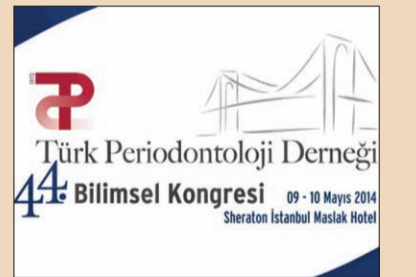 Türk Periodontoloji Derneği
44. Bilimsel Kongresi
09 - 10 Mayıs 2014
Sheraton İstanbul Maslak Hotel